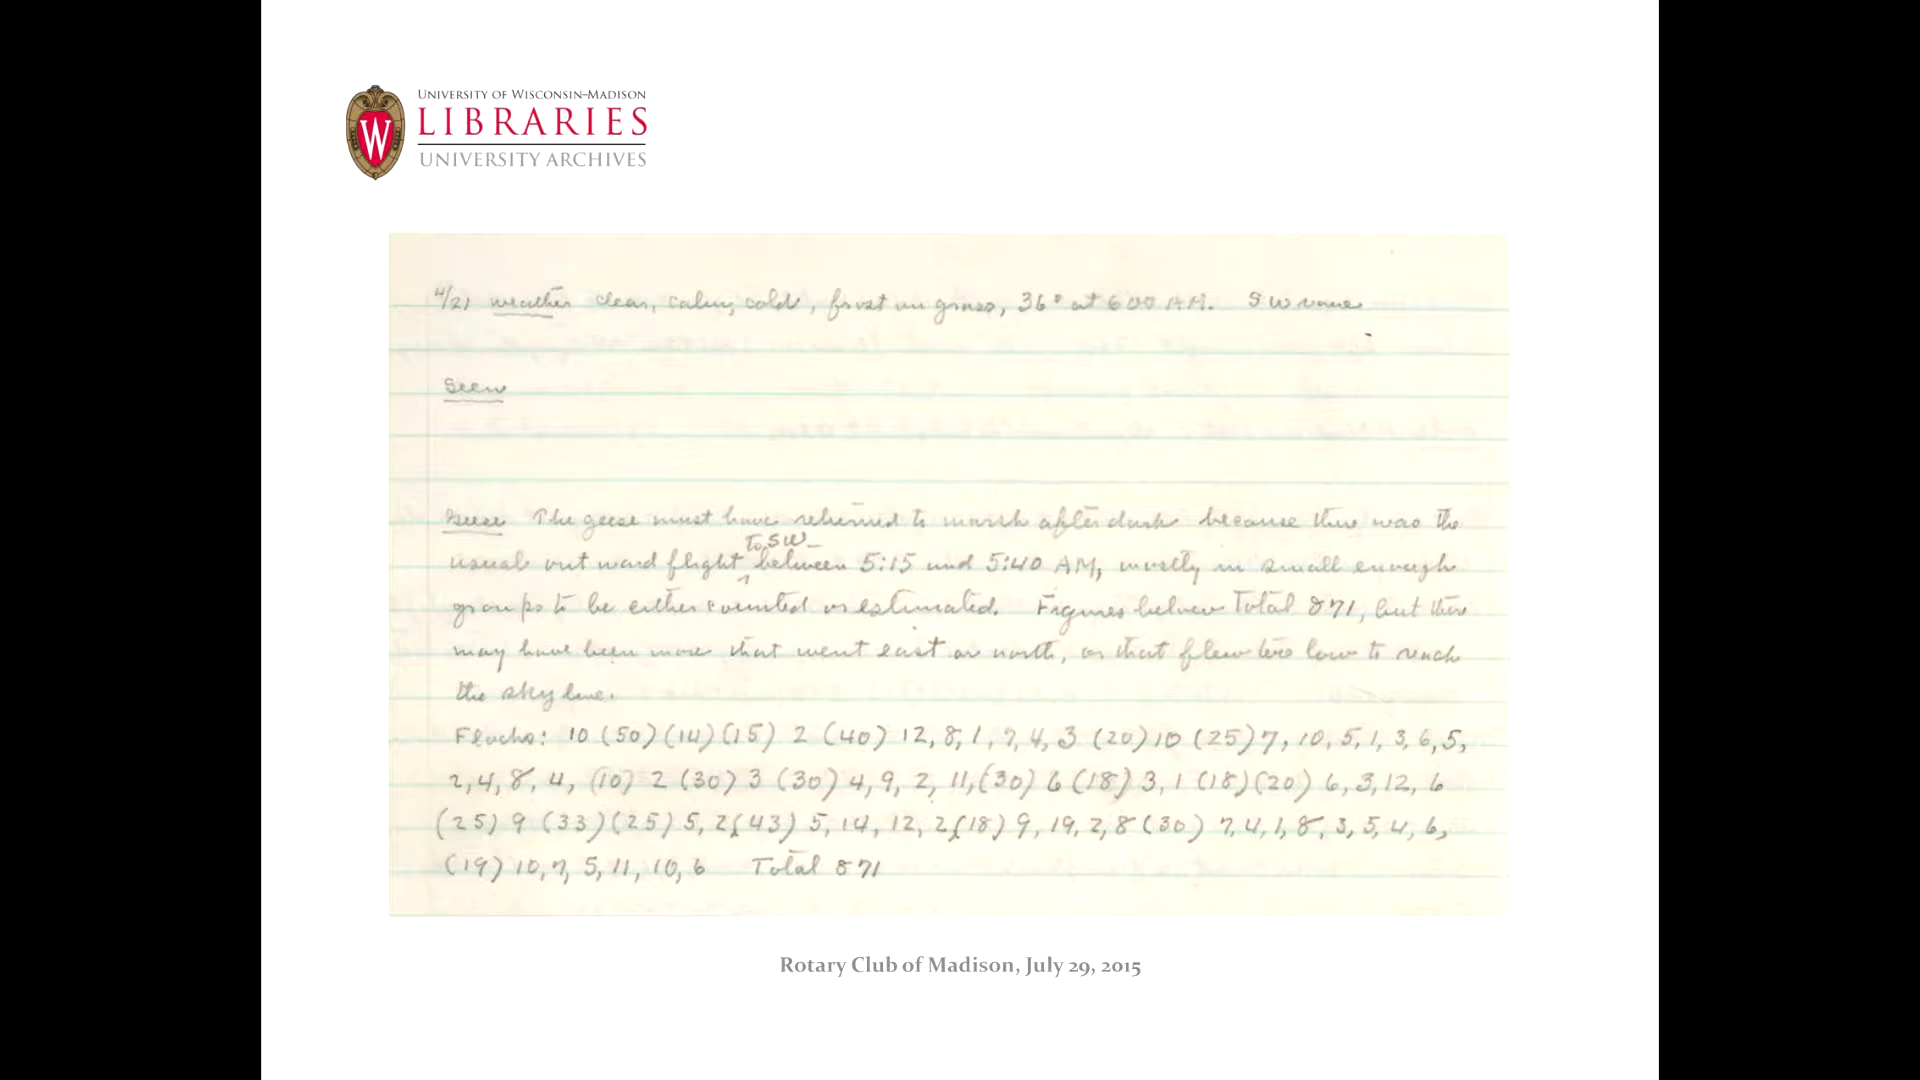 UNIVERSITY OF WISCONSIN–MADISON
LIBRARIES
UNIVERSITY ARCHIVES
W
4/21 weather clear, calm, cold, frost on grass, 36° at 600 AM. SW vane
Seen
Geese The geese must have returned to marsh after dark because there was the
to SW
usual outward flight ^ between 5:15 and 5:40 AM, mostly in small enough
groups to be either counted or estimated. Figures below Total 871, but there
may have been more that went east or north, or that flew too low to reach
the sky line.
Flocks: 10 (50) (14) (15) 2 (40) 12, 8, 1, 7, 4, 3 (20) 10 (25) 7, 10, 5, 1, 3, 6, 5,
2, 4, 8, 4, (10) 2 (30) 3 (30) 4, 9, 2, 11, (30) 6 (18) 3, 1 (18) (20) 6, 3, 12, 6
(25) 9 (33) (25) 5, 2 (43) 5, 14, 12, 2 (18) 9, 19, 2, 8 (30) 7, 4, 1, 8, 3, 5, 4, 6,
(19) 10, 7, 5, 11, 10, 6 Total 871
Rotary Club of Madison, July 29, 2015